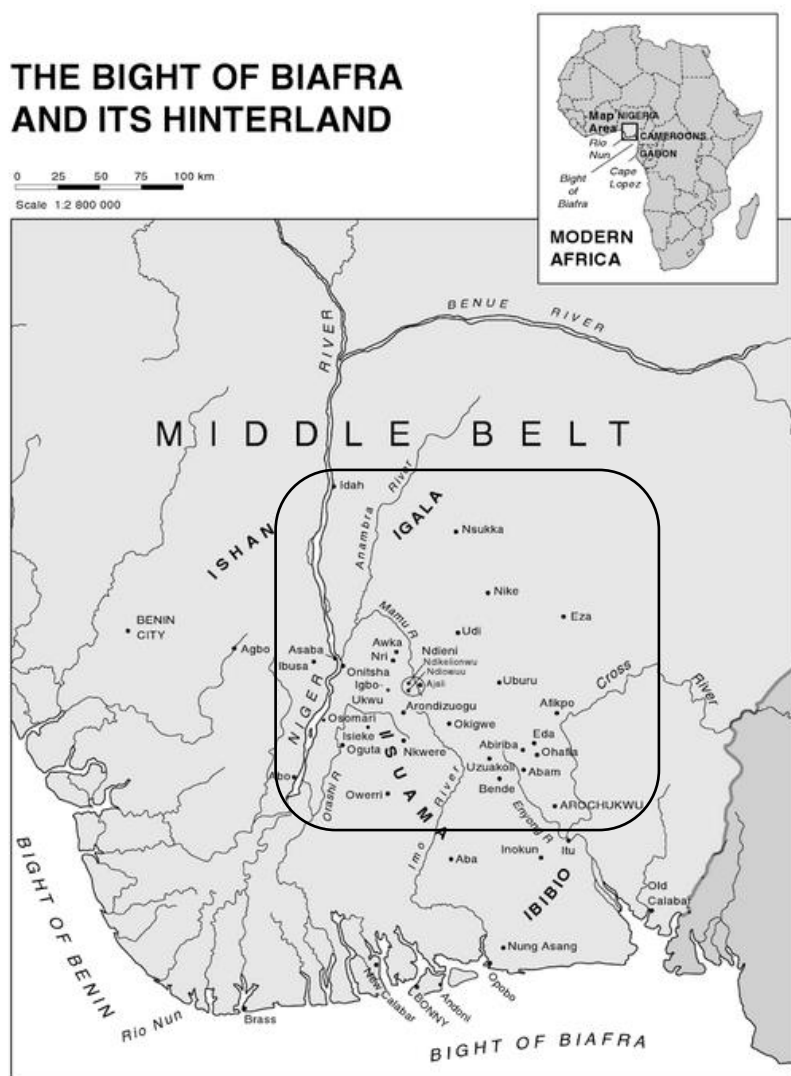 THE BIGHT OF BIAFRA
AND ITS HINTERLAND
0 25 50 75 100 km
Scale 1:2 800 000
Map
Area
NIGERIA
Rio
Nun
CAMEROONS
GABON
Bight
of
Biafra
Cape
Lopez
MODERN
AFRICA
BENUE RIVER
RIVER
MIDDLE BELT
Idah
Anambra River
IGALA
ISHAN
Nsukka
Nike
Eza
BENIN
CITY
Agbo
Mamu R
Udi
Asaba
Ibusa
Awka
Nri
Ndieni
Ndikelionwu
Ndiowuu
Ajali
Onitsha
Igbo-
Ukwu
Uburu
Cross River
NIGER
Osomari
Arondizuogu
Okigwe
Afikpo
Isieke
Oguta
Nkwere
Eda
Abiriba
Ohafia
Uzuakoli
Abam
Abo
Orashi R
ISUAMA
Owerri
River
Bende
AROCHUKWU
Enyong R
Imo
Aba
Inokun
Itu
IBIBIO
Old
Calabar
Nung Asang
BIGHT OF BENIN
Rio Nun
Brass
New Calabar
BONNY
Andoni
Opobo
BIGHT OF BIAFRA